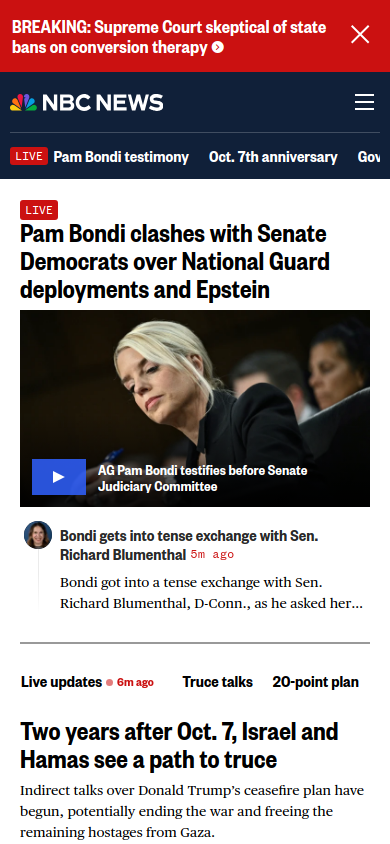 BREAKING: Supreme Court skeptical of state
bans on conversion therapy
NBC NEWS
LIVE Pam Bondi testimony Oct. 7th anniversary Gov
LIVE
Pam Bondi clashes with Senate
Democrats over National Guard
deployments and Epstein
AG Pam Bondi testifies before Senate
Judiciary Committee
Bondi gets into tense exchange with Sen.
Richard Blumenthal 5m ago
Bondi got into a tense exchange with Sen.
Richard Blumenthal, D-Conn., as he asked her...
Live updates 6m ago Truce talks 20-point plan
Two years after Oct. 7, Israel and
Hamas see a path to truce
Indirect talks over Donald Trump’s ceasefire plan have
begun, potentially ending the war and freeing the
remaining hostages from Gaza.